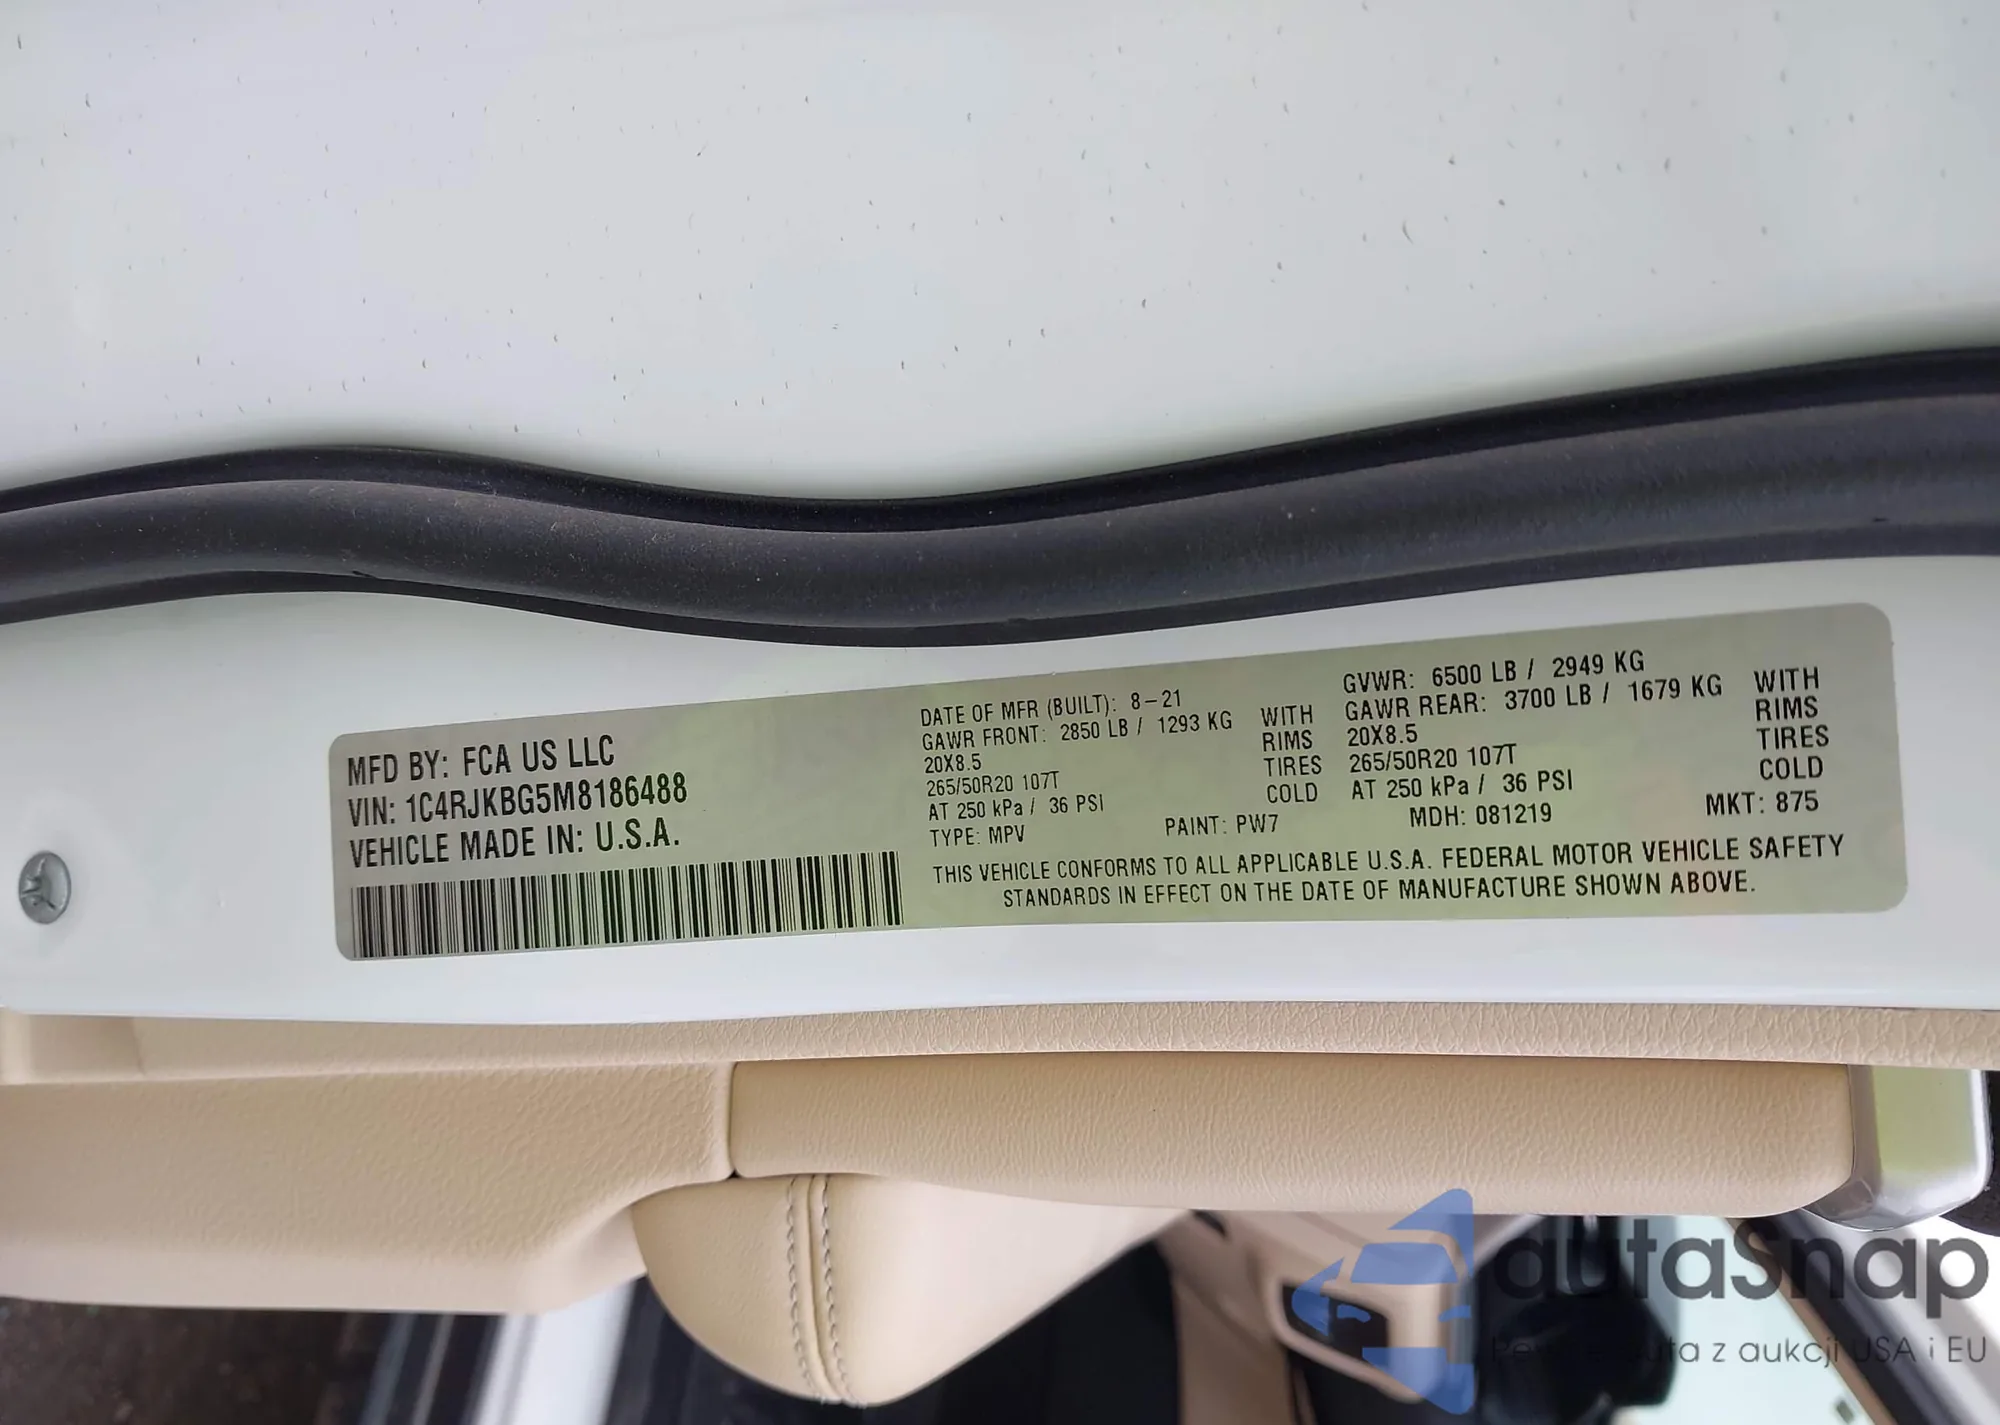 MFD BY: FCA US LLC
VIN: 1C4RJKBG5M8186488
VEHICLE MADE IN: U.S.A.
DATE OF MFR (BUILT): 8-21
GAWR FRONT: 2850 LB / 1293 KG WITH
20X8.5 RIMS
265/50R20 107T TIRES
AT 250 kPa / 36 PSI COLD
TYPE: MPV
GVWR: 6500 LB / 2949 KG
GAWR REAR: 3700 LB / 1679 KG WITH
20X8.5 RIMS
265/50R20 107T TIRES
AT 250 kPa / 36 PSI COLD
PAINT: PW7 MDH: 081219 MKT: 875
THIS VEHICLE CONFORMS TO ALL APPLICABLE U.S.A. FEDERAL MOTOR VEHICLE SAFETY
STANDARDS IN EFFECT ON THE DATE OF MANUFACTURE SHOWN ABOVE.
autasnap
z aukcji USA i EU